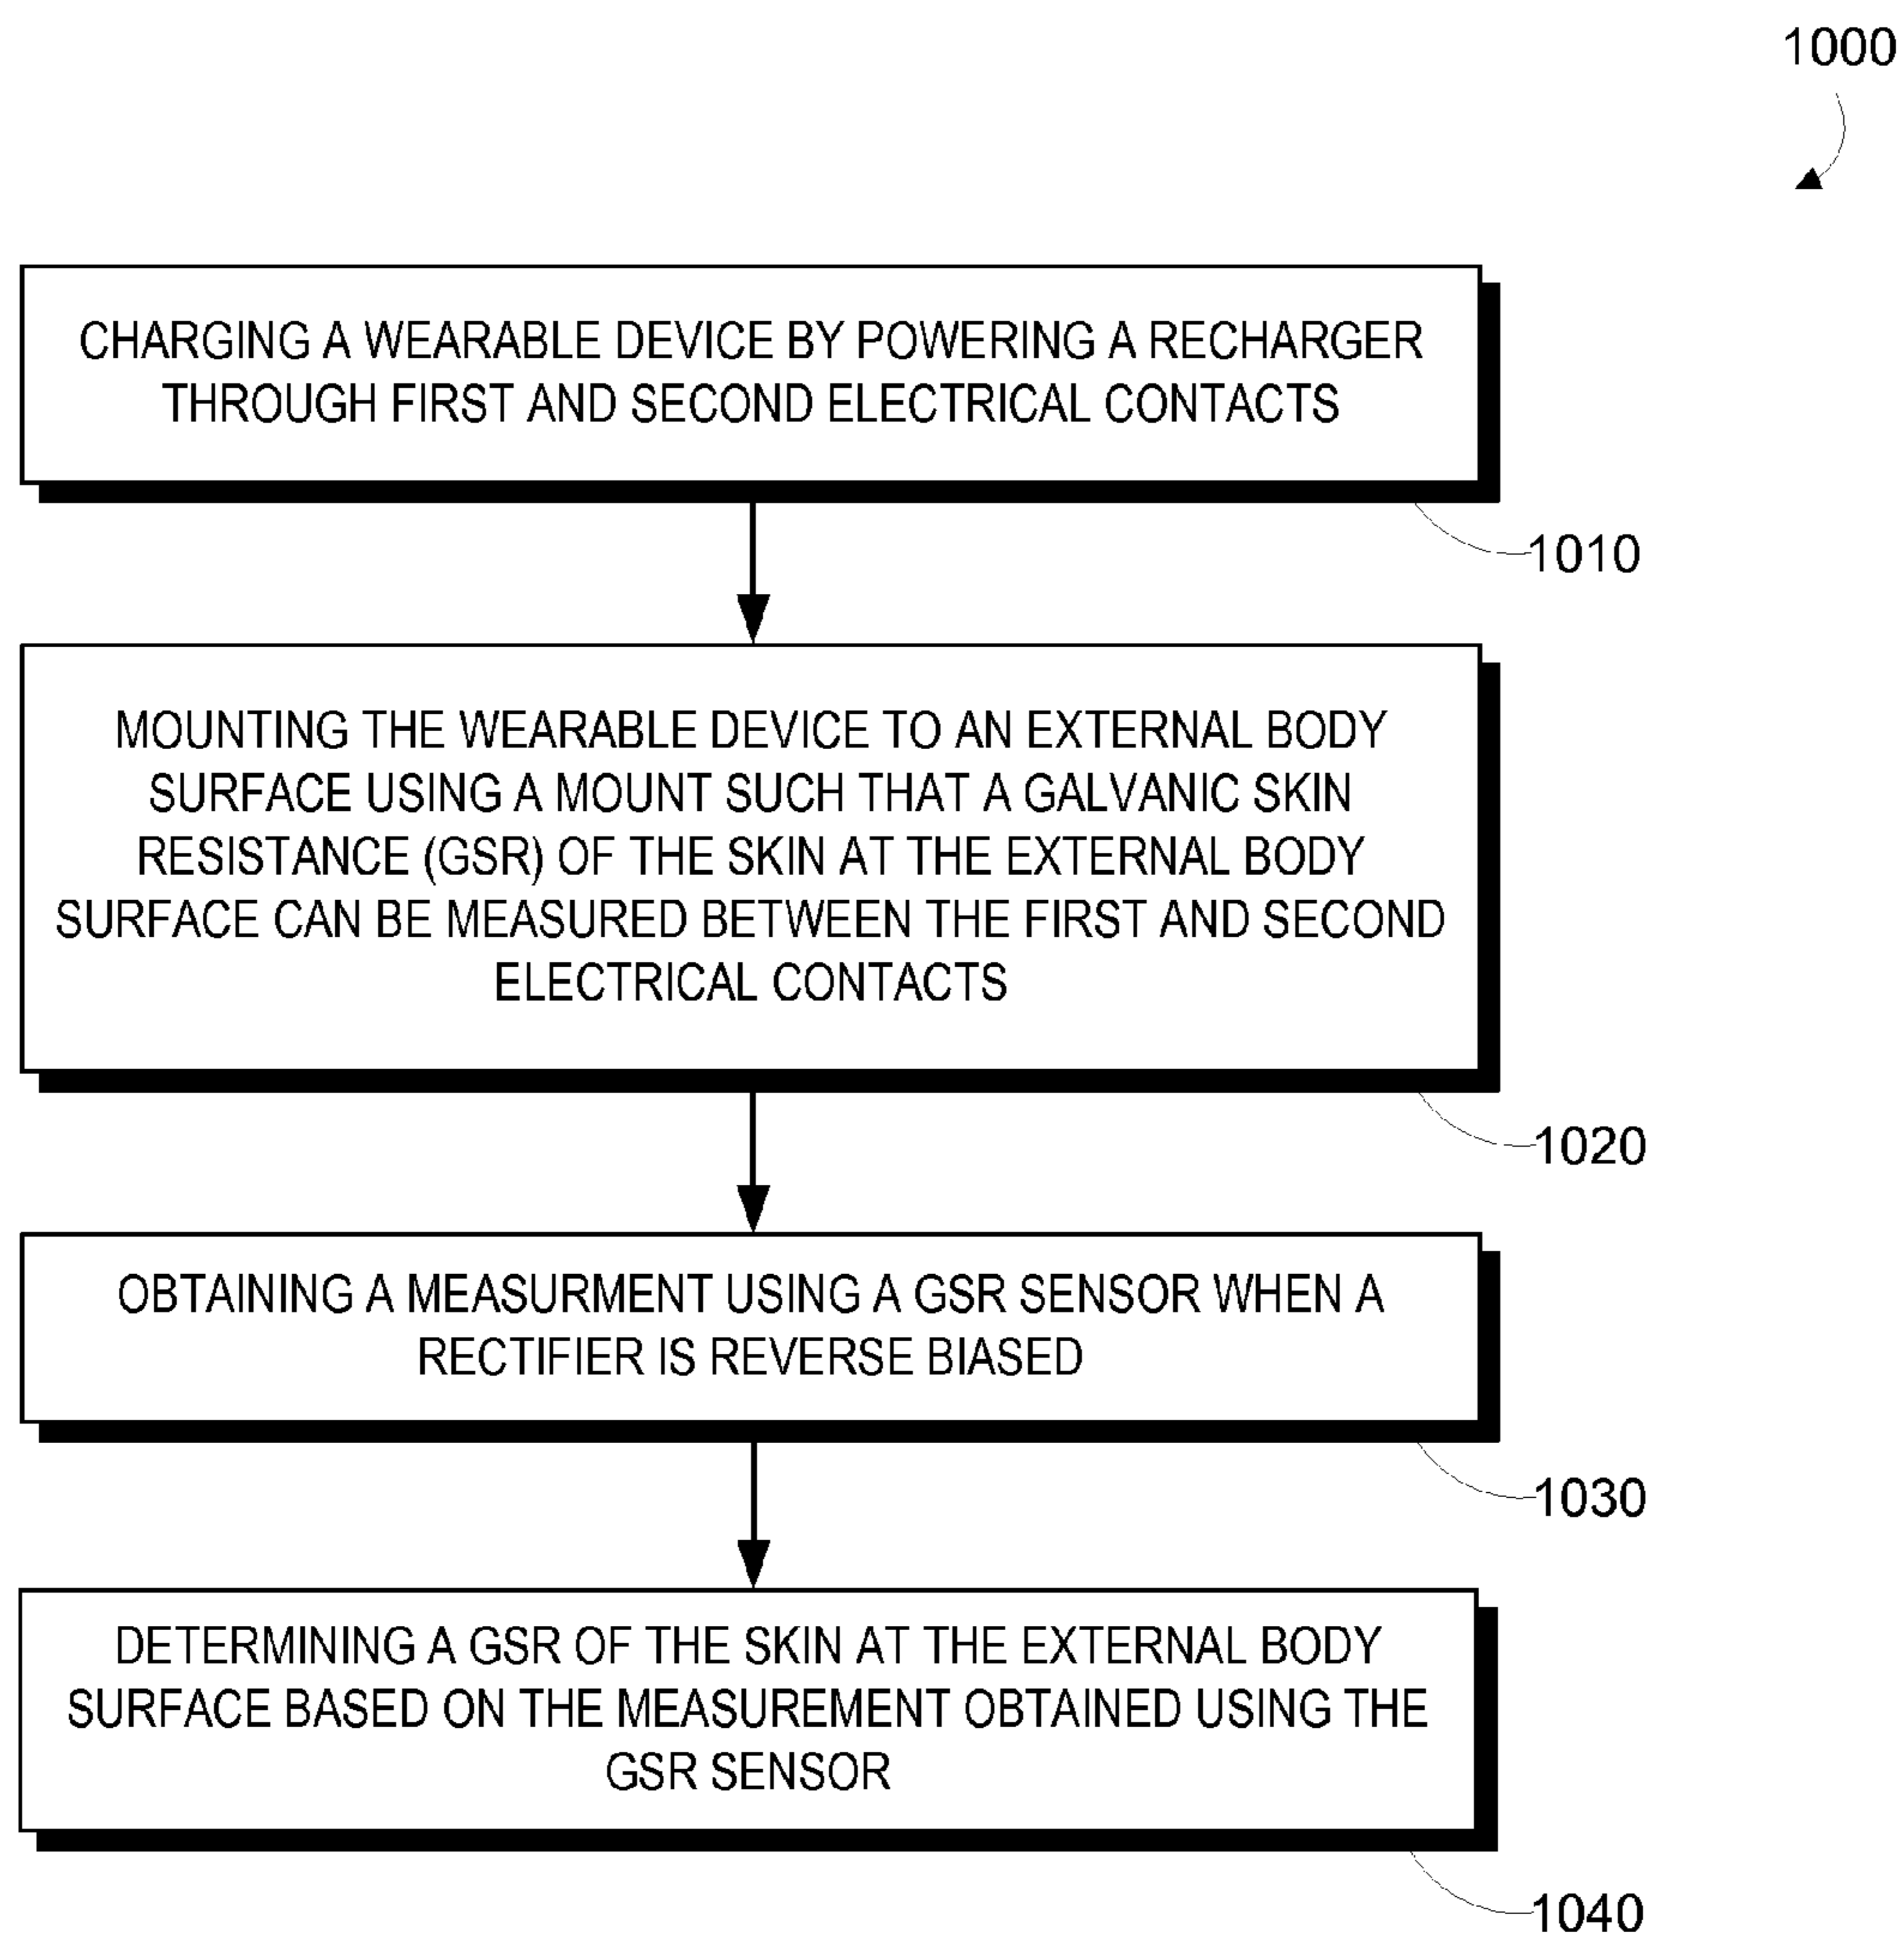 1000
CHARGING A WEARABLE DEVICE BY POWERING A RECHARGER
THROUGH FIRST AND SECOND ELECTRICAL CONTACTS
1010
MOUNTING THE WEARABLE DEVICE TO AN EXTERNAL BODY
SURFACE USING A MOUNT SUCH THAT A GALVANIC SKIN
RESISTANCE (GSR) OF THE SKIN AT THE EXTERNAL BODY
SURFACE CAN BE MEASURED BETWEEN THE FIRST AND SECOND
ELECTRICAL CONTACTS
1020
OBTAINING A MEASURMENT USING A GSR SENSOR WHEN A
RECTIFIER IS REVERSE BIASED
1030
DETERMINING A GSR OF THE SKIN AT THE EXTERNAL BODY
SURFACE BASED ON THE MEASUREMENT OBTAINED USING THE
GSR SENSOR
1040